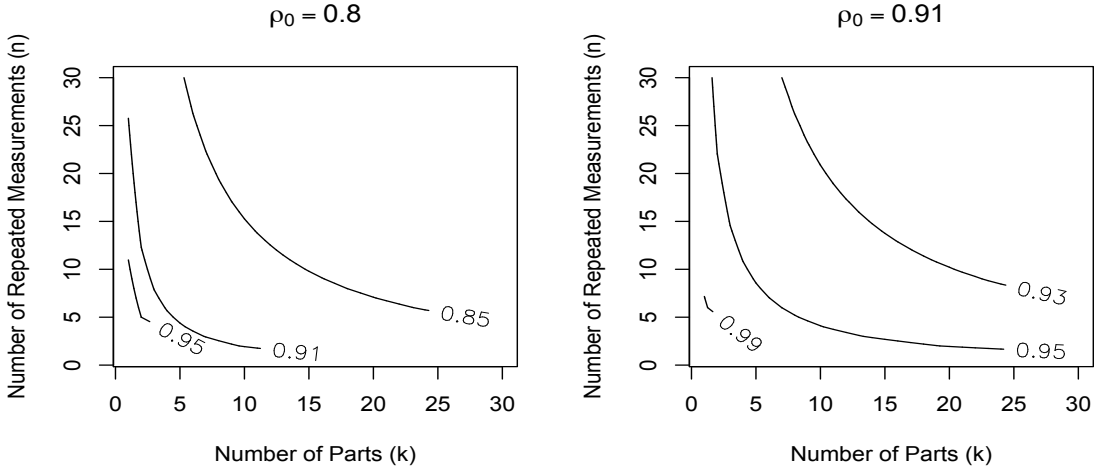 ρ₀ = 0.8
Number of Repeated Measurements (n)
30
25
20
15
10
5
0
0.85
0.91
0.95
0 5 10 15 20 25 30
Number of Parts (k)
ρ₀ = 0.91
Number of Repeated Measurements (n)
30
25
20
15
10
5
0
0.93
0.95
0.99
0 5 10 15 20 25 30
Number of Parts (k)